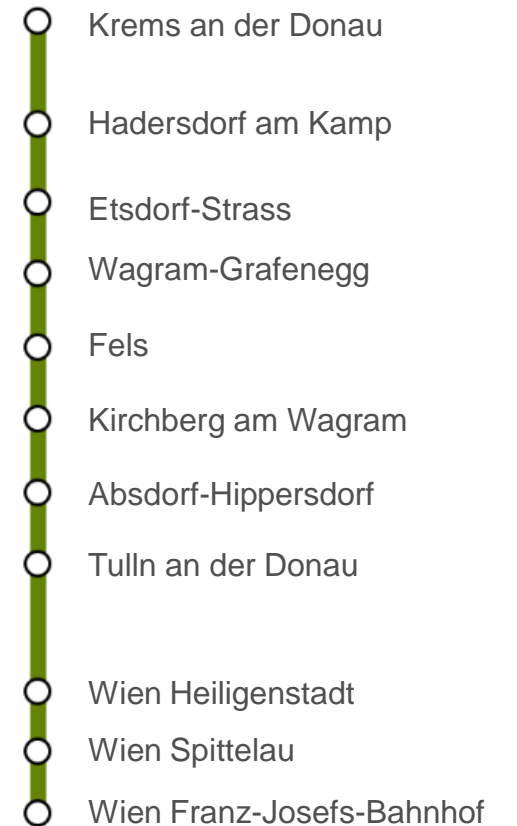 Krems an der Donau
Hadersdorf am Kamp
Etsdorf-Strass
Wagram-Grafenegg
Fels
Kirchberg am Wagram
Absdorf-Hippersdorf
Tulln an der Donau
Wien Heiligenstadt
Wien Spittelau
Wien Franz-Josefs-Bahnhof